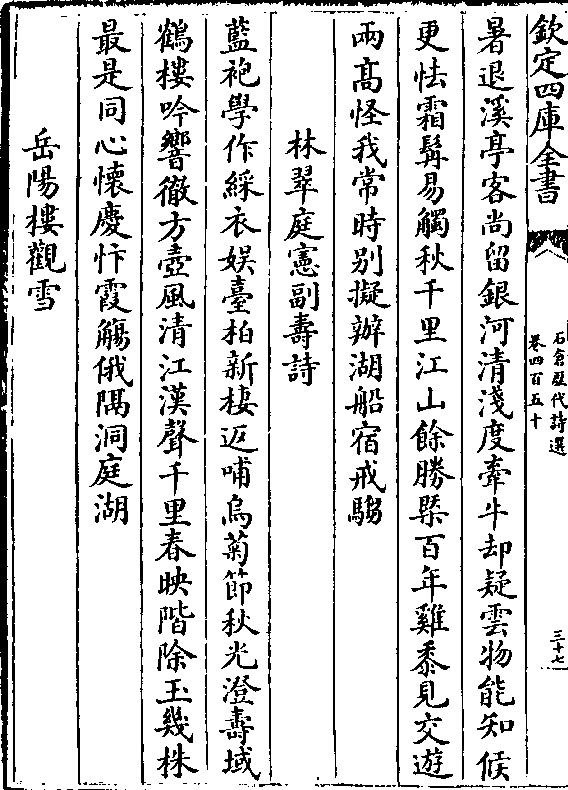 欽定四庫全書
石倉歷代詩選
卷四百五十
三十七
暑退溪亭客尚留銀河清淺度牽牛却疑雲物能知候
更怯霜髯易觸秋千里江山餘勝槩百年雞黍見交遊
兩髙怪我常時别擬辦湖船宿戒騶
林翠庭憲副壽詩
藍袍學作綵衣娱臺柏新棲返哺烏菊節秋光澄壽域
鶴樓吟響徹方壺風清江漢聲千里春映階除玉幾株
最是同心懷慶忭霞觴俄隅洞庭湖
岳陽樓觀雪